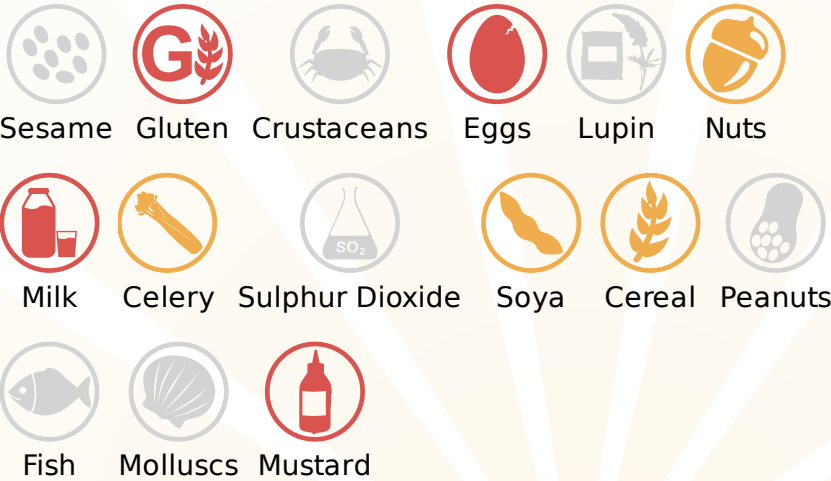 G
Sesame Gluten Crustaceans Eggs Lupin Nuts
SO₂
Milk Celery Sulphur Dioxide Soya Cereal Peanuts
Fish Molluscs Mustard